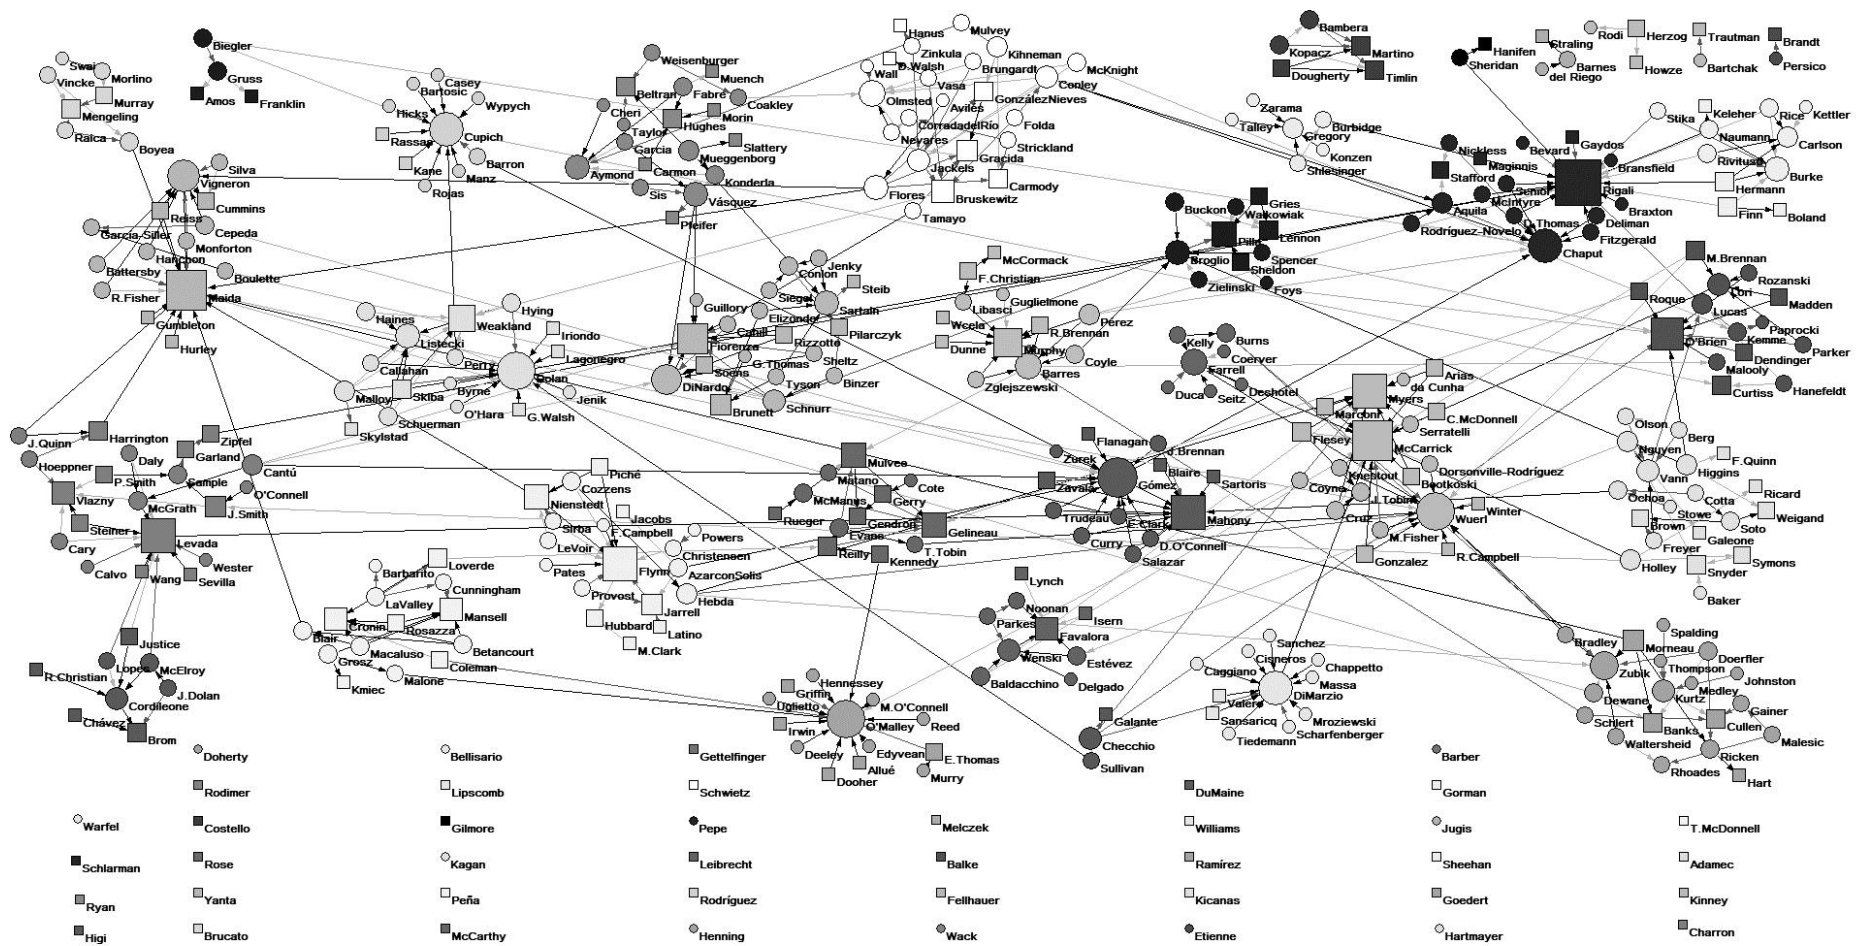 Biegler
Gruss
Amos
Franklin
Swai
Vincke
Morlino
Murray
Mengeling
Raica
Boyea
Silva
Vigneron
Cummins
Reiss
Cepeda
García-Siller
Monforton
Hanchon
Battersby
Boulette
R.Fisher
Maida
Gumbleton
Hurley
Casey
Bartosic
Wypych
Hicks
Cupich
Rassas
Barron
Kane
Manz
Rojas
Weisenburger
Beltran
Muench
Fabre
Coakley
Cheri
Morin
Taylor
Hughes
Garcia
Slattery
Mueggenborg
Aymond
Carmon
Konderla
Sis
Vásquez
Pfeifer
Hanus
Mulvey
Zinkula
Kihneman
D.Walsh
Wall
Brungardt
McKnight
Vasa
Conley
Olmsted
GonzálezNieves
Aviles
CorradadelRío
Folda
Nevares
Strickland
Gracida
Jackels
Carmody
Flores
Bruskewitz
Tamayo
Bambera
Kopacz
Martino
Dougherty
Timlin
Hanifen
Sheridan
Straling
Barnes
del Riego
Rodi
Herzog
Howze
Trautman
Bartchak
Brandt
Persico
Zarama
Talley
Gregory
Burbidge
Konzen
Shlesinger
Nickless
Bevard
Gaydos
Maginnis
Bransfield
Stafford
Senior
Rigali
McIntyre
Braxton
Aquila
D.Thomas
Deliman
Rodríguez-Novelo
Fitzgerald
Chaput
Stika
Keleher
Rice
Kettler
Naumann
Carlson
Rivituso
Burke
Hermann
Finn
Boland
Buckon
Gries
Walkowiak
Pilla
Lennon
Broglio
Spencer
Sheldon
Zielinski
Foys
McCormack
F.Christian
Libasci
Guglielmone
Wcela
R.Brennan
Perez
Dunne
Murphy
Coyle
Barres
Zglejszewski
M.Brennan
Rozanski
Cori
Roque
Madden
Lucas
Paprocki
Kemme
O'Brien
Parker
Dendinger
Malooly
Curtiss
Hanefeldt
Haines
Weakland
Hying
Listecki
Iriondo
Lagonegro
Callahan
Perry
Dolan
Malloy
Skiba
Byrne
Jenik
O'Hara
G.Walsh
Schuerman
Skylstad
Conlon
Jenky
Siegel
Steib
Guillory
Sartain
Elizondo
Cahill
Pilarczyk
Fiorenza
Rizzotto
G.Thomas
Sheltz
Soens
DiNardo
Tyson
Binzer
Brunett
Schnurr
Kelly
Burns
Coerver
Farrell
Duca
Seitz
Deshotel
Arias
da Cunha
Myers
Marconi
C.McDonnell
Serratelli
Flesey
McCarrick
Knestout
Dorsonville-Rodríguez
Bootkoski
Coyne
J.Tobin
Cruz
Wuerl
Winter
M.Fisher
Gonzalez
R.Campbell
J.Quinn
Harrington
Zipfel
Hoeppner
Daly
Garland
Cantú
P.Smith
Sample
O'Connell
Vlazny
McGrath
J.Smith
Steiner
Levada
Cary
Wester
Calvo
Wang
Sevilla
Justice
Lopes
McElroy
R.Christian
J.Dolan
Cordileone
Chávez
Brom
Piché
Cozzens
Nienstedt
Jacobs
Sirba
F.Campbell
Powers
LeVoir
Christensen
Pates
Flynn
AzarconSolis
Provost
Hebda
Jarrell
Hubbard
Latino
M.Clark
Mulvee
Matano
McManus
Cote
Gerry
Rueger
Gendron
Gelineau
Evans
Reilly
T.Tobin
Kennedy
Flanagan
Zurek
J.Brennan
Gómez
Blaire
Zavala
Sartoris
Trudeau
E.Clark
Mahony
Curry
D.O'Connell
Salazar
Olson
Berg
Nguyen
F.Quinn
Higgins
Vann
Ochoa
Cotta
Ricard
Stowe
Weigand
Brown
Soto
Freyer
Galeone
Holley
Symons
Snyder
Baker
Loverde
Barbarito
Cunningham
LaValley
Mansell
Cronin
Rosazza
Blair
Betancourt
Macaluso
Grosz
Coleman
Kmiec
Malone
Lynch
Noonan
Parkes
Isern
Favalora
Wenski
Estévez
Baldacchino
Delgado
Hennessey
Griffin
M.O'Connell
Uglietto
O'Malley
Reed
Irwin
Deeley
Edyvean
E.Thomas
Allué
Dooher
Murry
Sanchez
Cisneros
Caggiano
Chappetto
Massa
DiMarzio
Valero
Sansaricq
Mroziewski
Tiedemann
Scharfenberger
Galante
Checchio
Sullivan
Bradley
Spalding
Morneau
Doerfler
Zubik
Thompson
Johnston
Kurtz
Medley
Dewane
Gainer
Schlert
Banks
Cullen
Waltersheid
Malesic
Ricken
Rhoades
Hart
Doherty
Bellisario
Gettelfinger
Barber
Rodimer
Lipscomb
Schwietz
DuMaine
Gorman
Warfel
Costello
Gilmore
Pepe
Melczek
Williams
Jugis
T.McDonnell
Schlarman
Rose
Kagan
Leibrecht
Balke
Ramírez
Sheehan
Adamec
Ryan
Yanta
Peña
Rodríguez
Fellhauer
Kicanas
Goedert
Kinney
Higi
Brucato
McCarthy
Henning
Wack
Etienne
Hartmayer
Charron